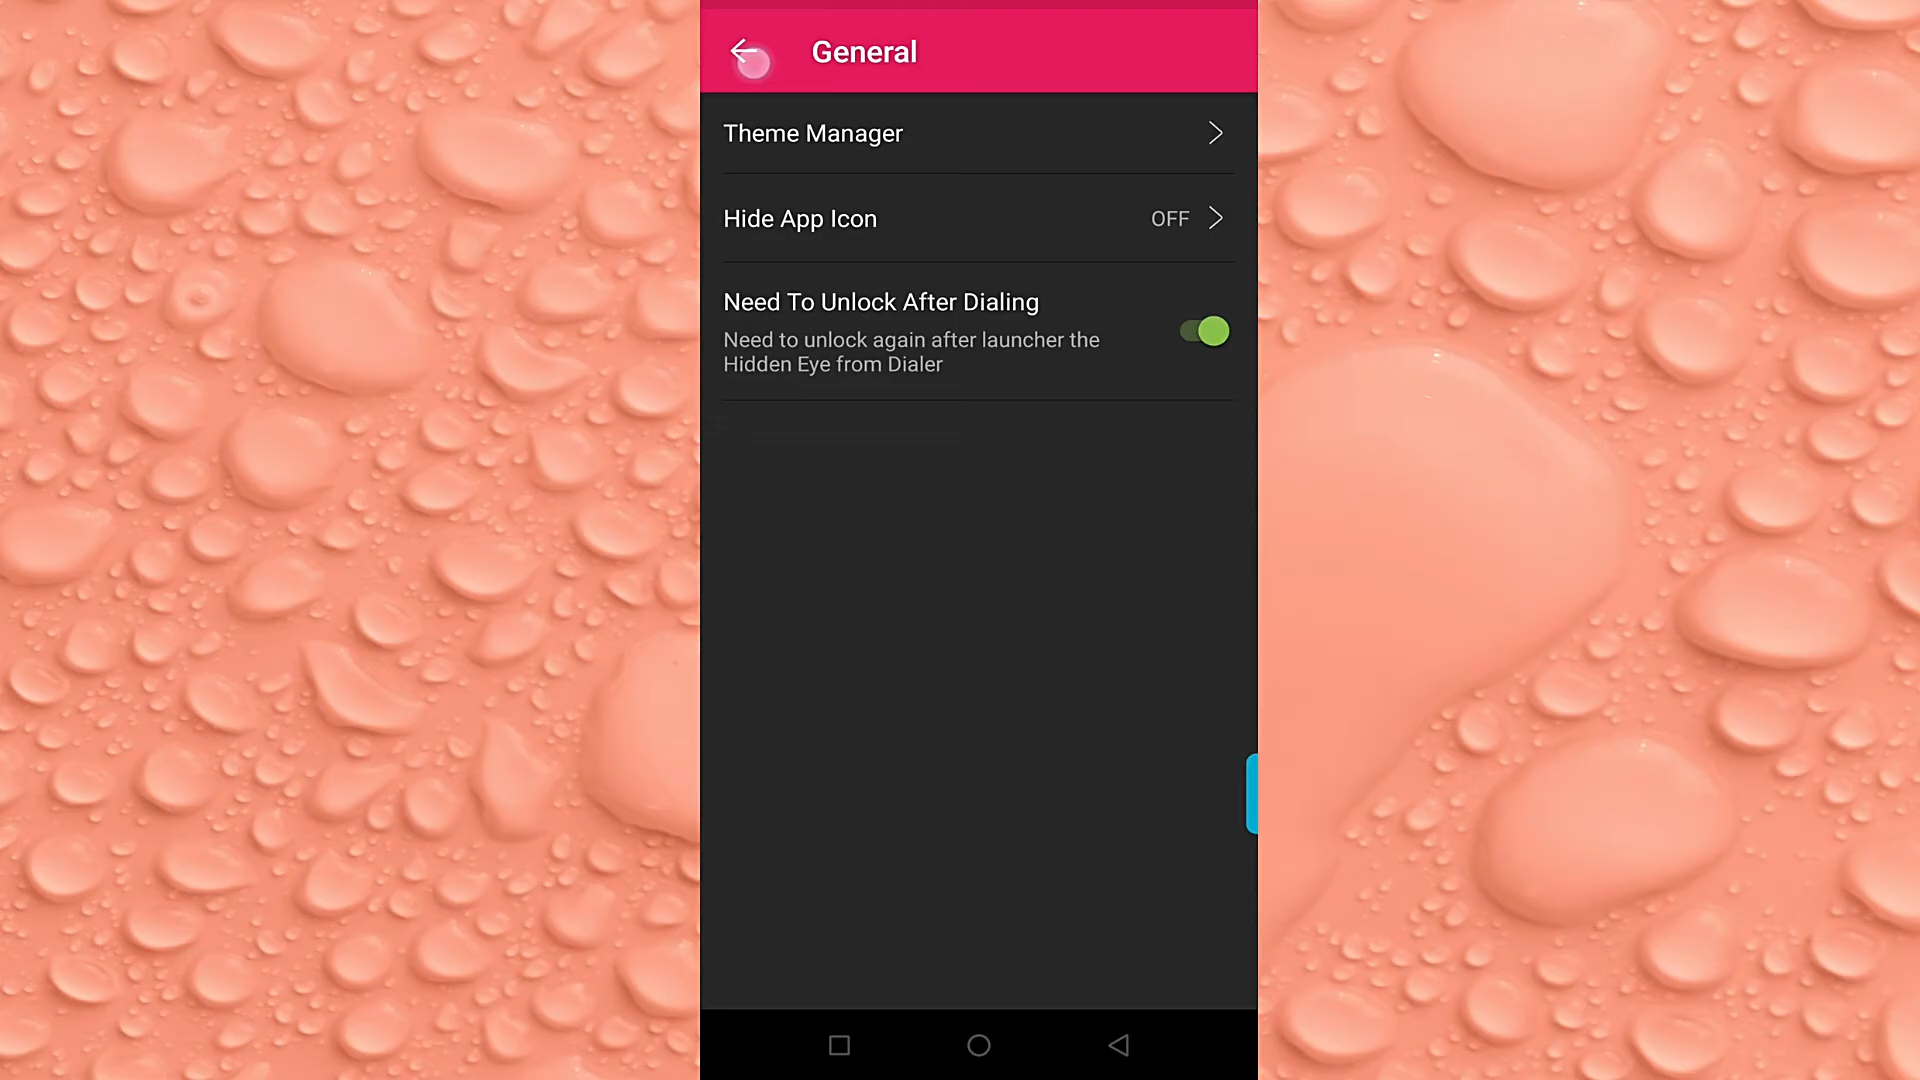 General
Theme Manager
Hide App Icon OFF
Need To Unlock After Dialing
Need to unlock again after launcher the
Hidden Eye from Dialer